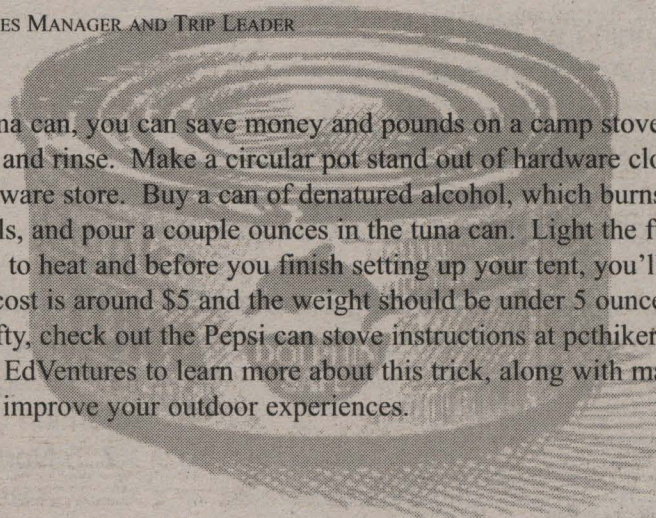 ES MANAGER AND TRIP LEADER
na can, you can save money and pounds on a camp stove
and rinse. Make a circular pot stand out of hardware clo
ware store. Buy a can of denatured alcohol, which burns
ls, and pour a couple ounces in the tuna can. Light the f
to heat and before you finish setting up your tent, you'l
cost is around $5 and the weight should be under 5 ounce
fty, check out the Pepsi can stove instructions at pcthiker
EdVentures to learn more about this trick, along with ma
improve your outdoor experiences.
DOLPHIN